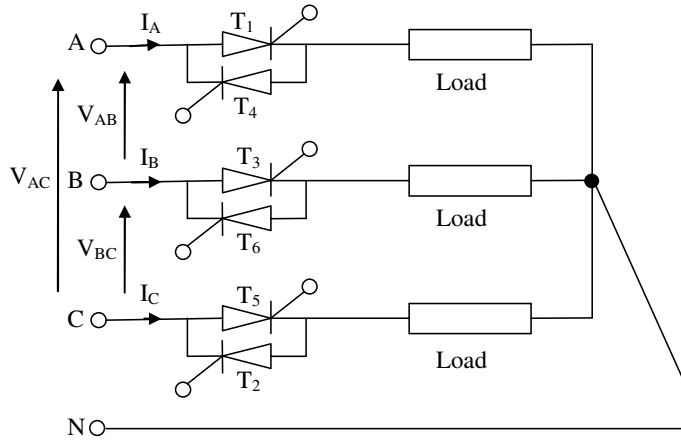 A
I_A
T_1
T_4
Load
V_AB
V_AC
B
I_B
T_3
T_6
Load
V_BC
C
I_C
T_5
T_2
Load
N